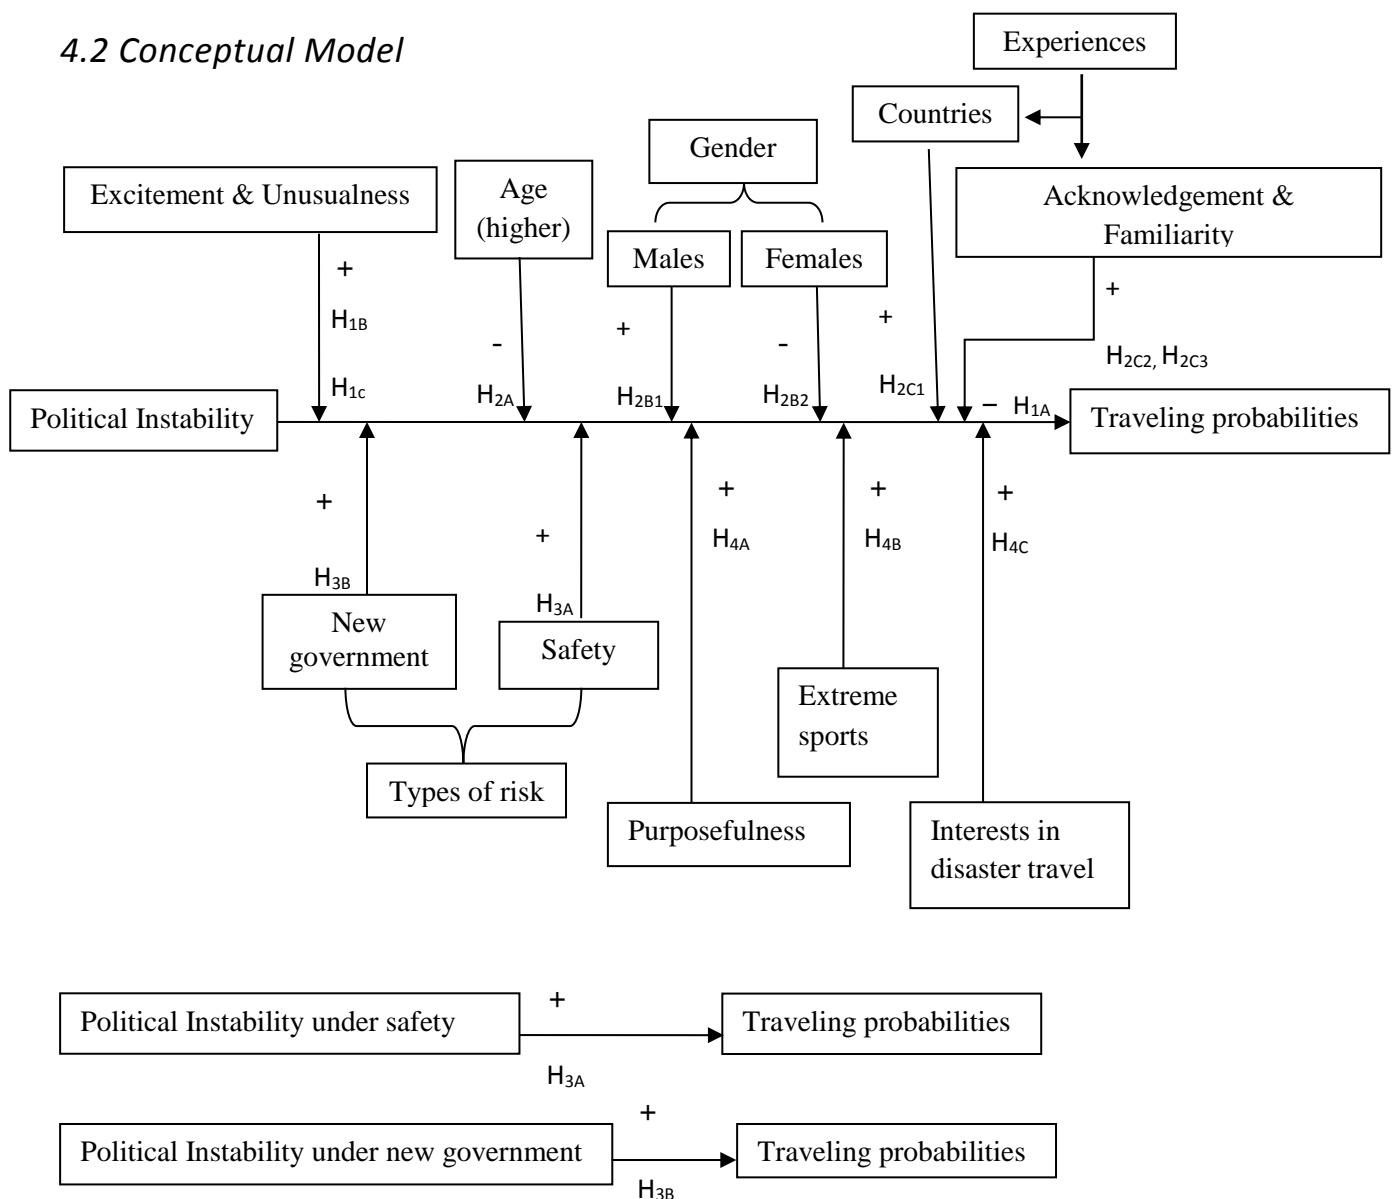 4.2 Conceptual Model
Experiences
Countries
Gender
Excitement & Unusualness
Age
(higher)
Acknowledgement &
Familiarity
Males
Females
+
H1B
H1c
-
H2A
+
H2B1
-
H2B2
+
H2C1
+
H2C2, H2C3
Political Instability
– H1A
Traveling probabilities
+
H3B
+
H3A
+
H4A
+
H4B
+
H4C
New
government
Safety
Types of risk
Extreme
sports
Purposefulness
Interests in
disaster travel
Political Instability under safety
+
H3A
Traveling probabilities
Political Instability under new government
+
H3B
Traveling probabilities